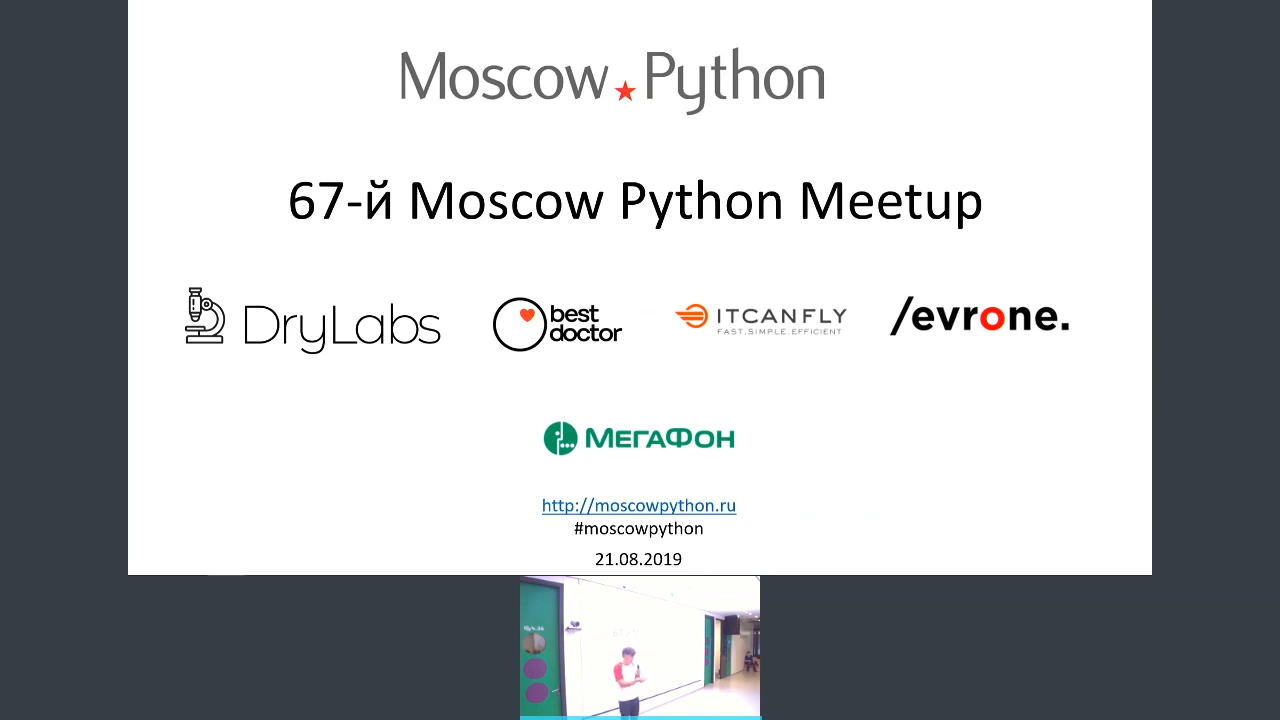 Moscow Python
67-й Moscow Python Meetup
DryLabs
best doctor
ITCANFLY
FAST.SIMPLE.EFFICIENT
/evrone.
МЕГАФОН
http://moscowpython.ru
#moscowpython
21.08.2019